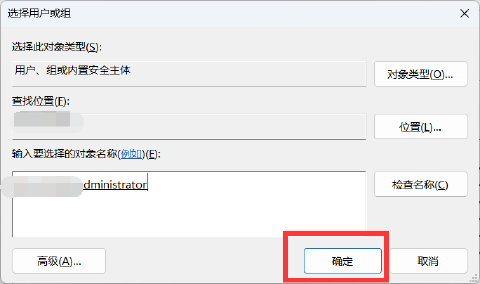 选择用户或组
选择此对象类型(S):
用户、组或内置安全主体
对象类型(O)...
查找位置(F):
位置(L)...
输入要选择的对象名称(例如)(E):
dministrator
检查名称(C)
高级(A)...
确定
取消